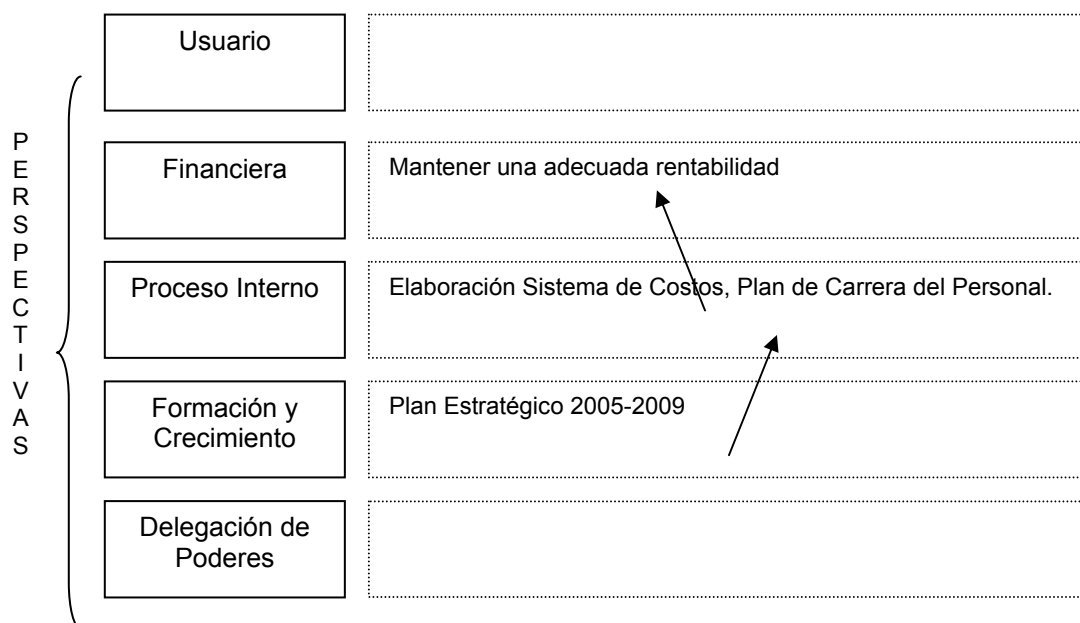 PERSPECTIVAS
Usuario
Financiera
Mantener una adecuada rentabilidad
Proceso Interno
Elaboración Sistema de Costos, Plan de Carrera del Personal.
Formación y
Crecimiento
Plan Estratégico 2005-2009
Delegación de
Poderes